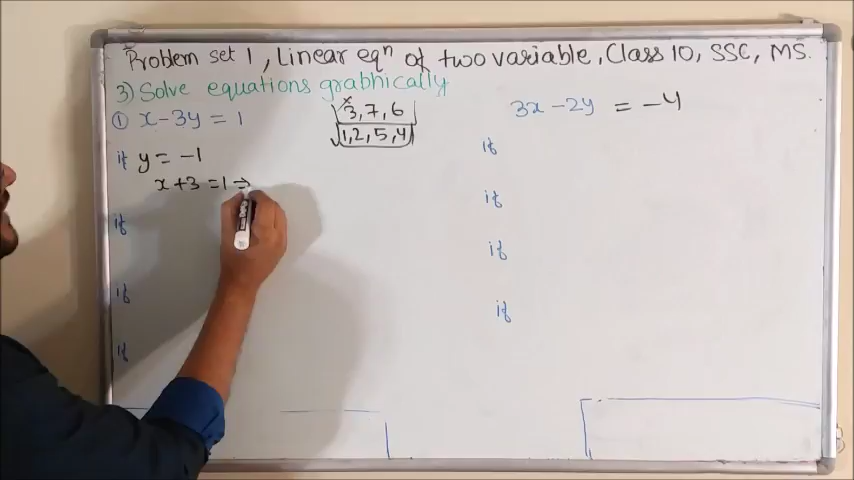 Problem set 1, Linear eqⁿ of two variable, Class 10, SSC, MS.
3) Solve equations grabhically
① x - 3y = 1
3, 7, 6
1, 2, 5, 4
if y = -1
x + 3 = 1 ⇒
if
if
if
3x - 2y = -4
if
if
if
if